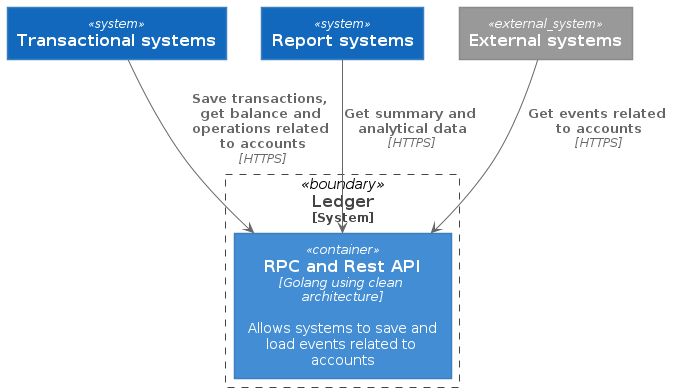 «system»
Transactional systems
«system»
Report systems
«external_system»
External systems
Save transactions,
get balance and
operations related
to accounts
[HTTPS]
Get summary and
analytical data
[HTTPS]
Get events related
to accounts
[HTTPS]
«boundary»
Ledger
[System]
«container»
RPC and Rest API
[Golang using clean
architecture]
Allows systems to save and
load events related to
accounts